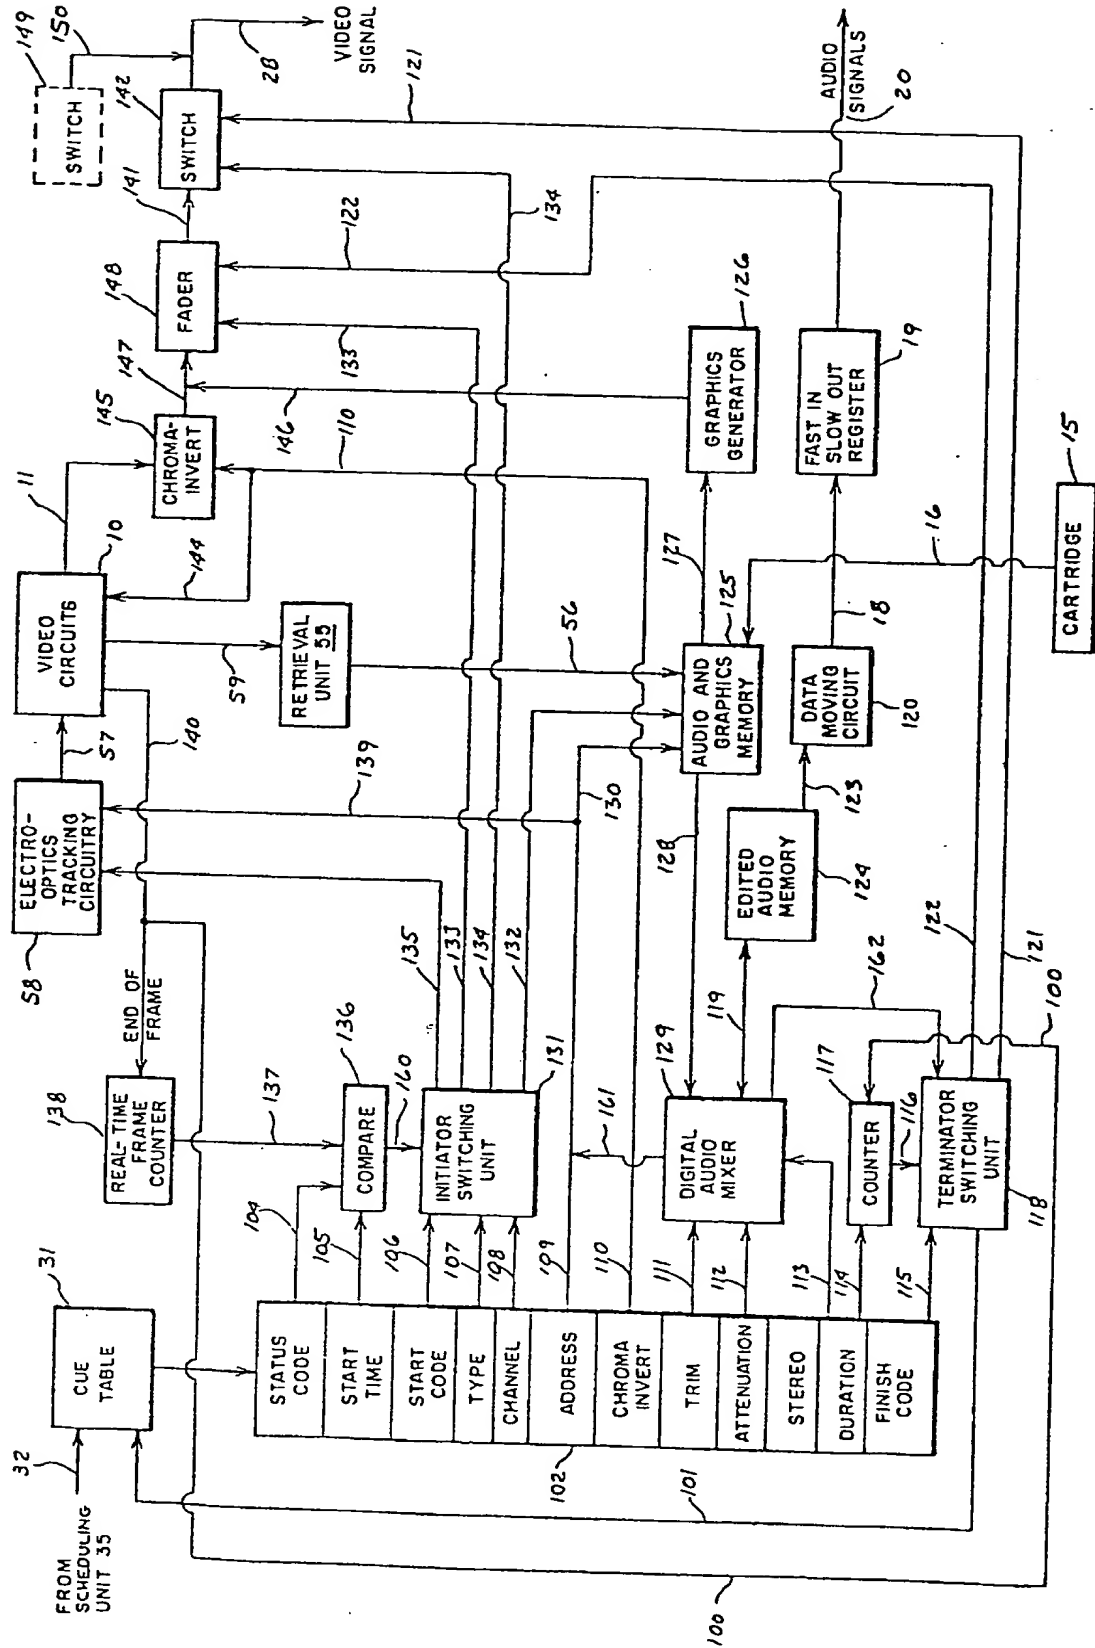 FROM
SCHEDULING
UNIT 35
32
31
CUE
TABLE
101
100
102
STATUS
CODE
START
TIME
START
CODE
TYPE
CHANNEL
ADDRESS
CHROMA
INVERT
TRIM
ATTENUATION
STEREO
DURATION
FINISH
CODE
104
105
106
107
108
109
110
111
112
113
114
115
138
REAL-TIME
FRAME
COUNTER
END OF
FRAME
137
136
COMPARE
160
INITIATOR
SWITCHING
UNIT
131
135
133
134
132
161
129
DIGITAL
AUDIO
MIXER
117
COUNTER
116
TERMINATOR
SWITCHING
UNIT
118
162
100
122
121
119
58
ELECTRO-
OPTICS
TRACKING
CIRCUITRY
57
140
139
130
128
EDITED
AUDIO
MEMORY
124
123
VIDEO
CIRCUITS
10
11
144
59
RETRIEVAL
UNIT 55
56
AUDIO AND
GRAPHICS
MEMORY
125
127
DATA
MOVING
CIRCUIT
120
18
16
CARTRIDGE
15
CHROMA-
INVERT
145
147
146
110
133
GRAPHICS
GENERATOR
126
FAST IN
SLOW OUT
REGISTER
19
148
FADER
122
141
134
SWITCH
142
SWITCH
149
150
28
VIDEO
SIGNAL
121
AUDIO
SIGNALS
20